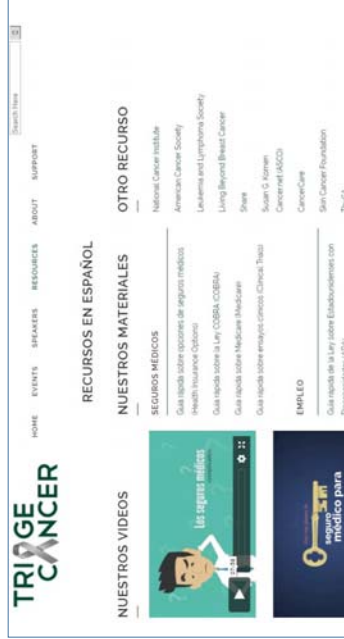 Search Here
TRIAGE
CANCER
HOME EVENTS SPEAKERS RESOURCES ABOUT SUPPORT
RECURSOS EN ESPAÑOL
NUESTROS VIDEOS
Los seguros médicos
seguro
médico para
NUESTROS MATERIALES
SEGUROS MÉDICOS
Guía rápida sobre opciones de seguros médicos
(Health Insurance Options)
Guía rápida sobre la Ley COBRA (COBRA)
Guía rápida sobre Medicare (Medicare)
Guía rápida sobre ensayos clínicos (Clinical Trials)
EMPLEO
Guía rápida de la Ley sobre Estadounidenses con
OTRO RECURSO
National Cancer Institute
American Cancer Society
Leukemia and Lymphoma Society
Living Beyond Breast Cancer
Share
Susan G. Komen
Cancernet (ASCO)
CancerCare
Skin Cancer Foundation